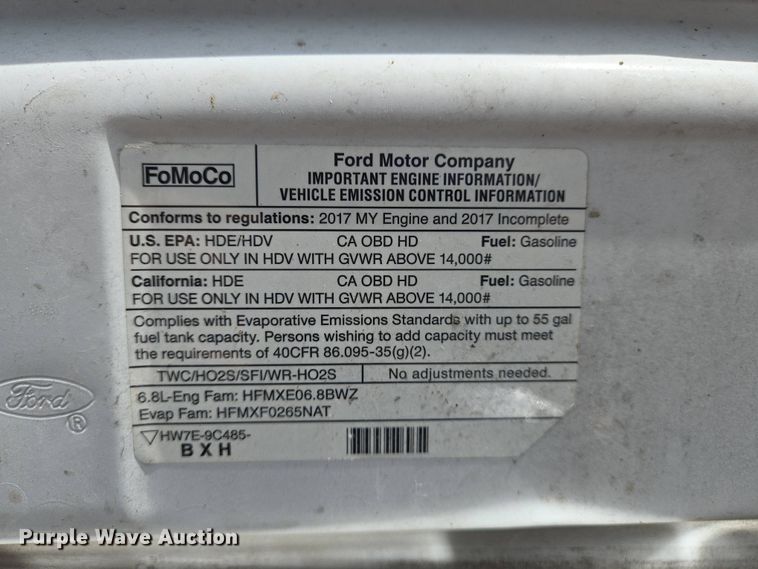 FoMoCo
Ford Motor Company
IMPORTANT ENGINE INFORMATION/
VEHICLE EMISSION CONTROL INFORMATION
Conforms to regulations: 2017 MY Engine and 2017 Incomplete
U.S. EPA: HDE/HDV CA OBD HD Fuel: Gasoline
FOR USE ONLY IN HDV WITH GVWR ABOVE 14,000#
California: HDE CA OBD HD Fuel: Gasoline
FOR USE ONLY IN HDV WITH GVWR ABOVE 14,000#
Complies with Evaporative Emissions Standards with up to 55 gal
fuel tank capacity. Persons wishing to add capacity must meet
the requirements of 40CFR 86.095-35(g)(2).
TWC/HO2S/SFI/WR-HO2S No adjustments needed.
6.8L-Eng Fam: HFMXE06.8BWZ
Evap Fam: HFMXF0265NAT
HW7E-9C485-
B X H
Ford ®
Purple Wave Auction